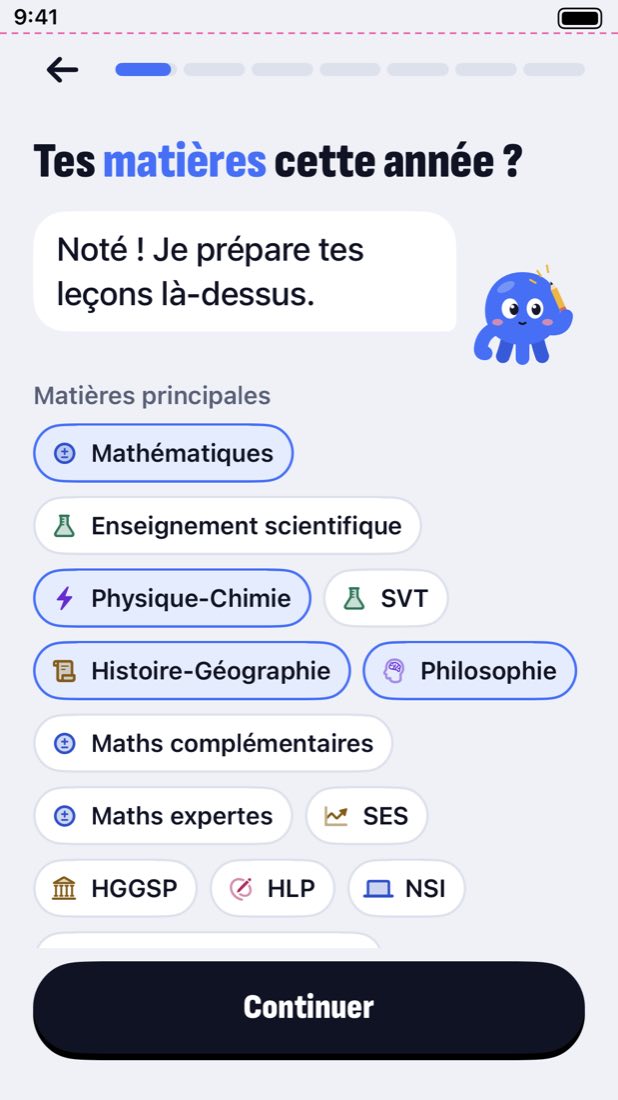 9:41
Tes matières cette année ?
Noté ! Je prépare tes
leçons là-dessus.
Matières principales
Mathématiques
Enseignement scientifique
Physique-Chimie
SVT
Histoire-Géographie
Philosophie
Maths complémentaires
Maths expertes
SES
HGGSP
HLP
NSI
Continuer